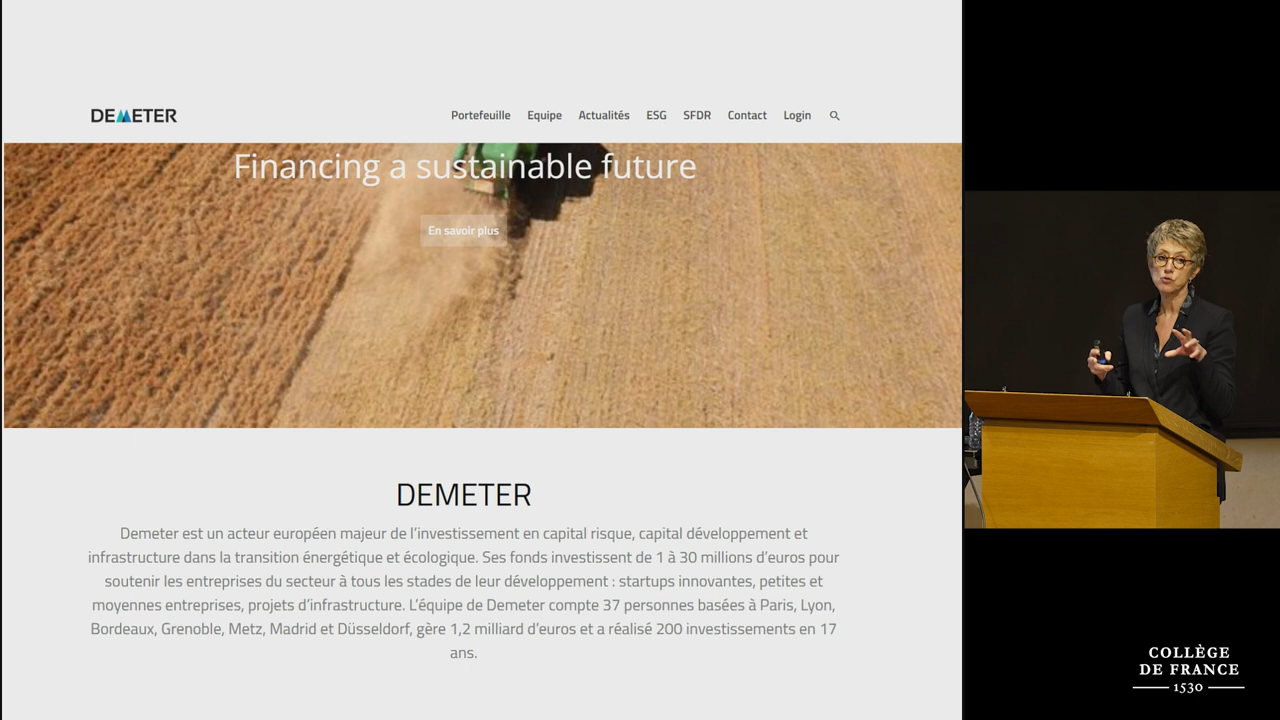 DEMETER
Portefeuille Equipe Actualités ESG SFDR Contact Login
Financing a sustainable future
En savoir plus
DEMETER
Demeter est un acteur européen majeur de l'investissement en capital risque, capital développement et
infrastructure dans la transition énergétique et écologique. Ses fonds investissent de 1 à 30 millions d'euros pour
soutenir les entreprises du secteur à tous les stades de leur développement : startups innovantes, petites et
moyennes entreprises, projets d'infrastructure. L'équipe de Demeter compte 37 personnes basées à Paris, Lyon,
Bordeaux, Grenoble, Metz, Madrid et Düsseldorf, gère 1,2 milliard d'euros et a réalisé 200 investissements en 17
ans.
COLLÈGE
DE FRANCE
1530